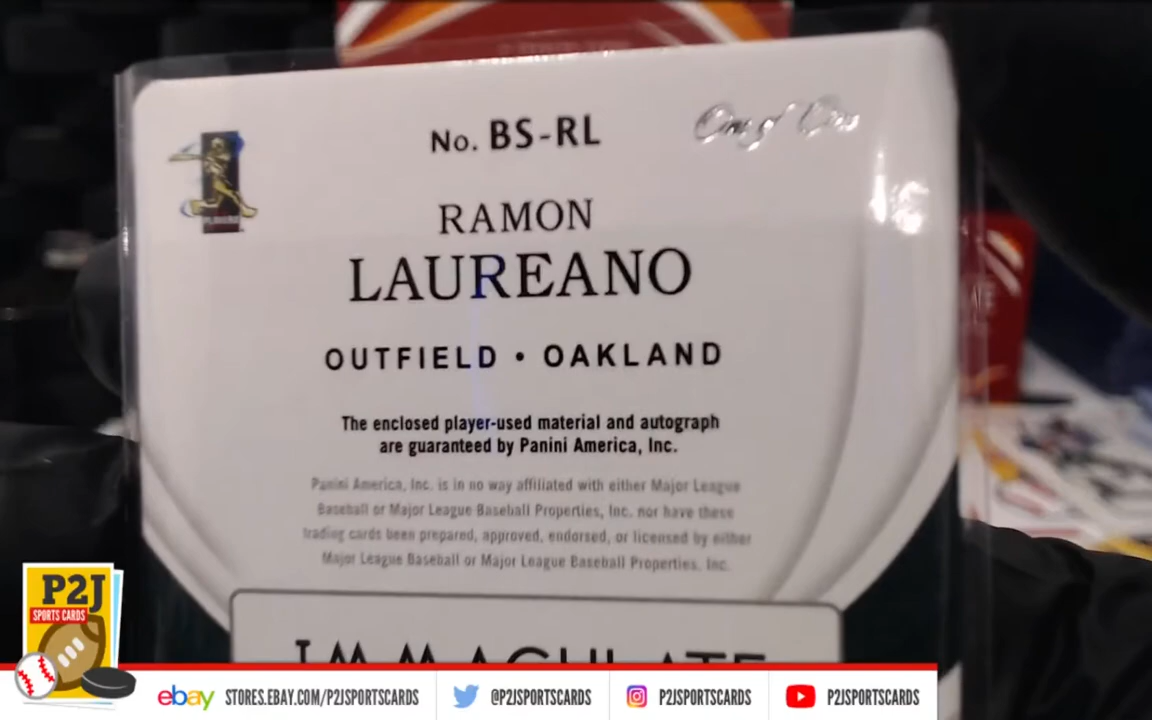 No. BS-RL
One of One
RAMON
LAUREANO
OUTFIELD • OAKLAND
The enclosed player-used material and autograph
are guaranteed by Panini America, Inc.
Panini America, Inc. is in no way affiliated with either Major League
Baseball or Major League Baseball Properties, Inc. nor have these
trading cards been prepared, approved, endorsed, or licensed by either
Major League Baseball or Major League Baseball Properties, Inc.
IMMACULATE
P2J
SPORTS CARDS
ebay STORES.EBAY.COM/P2JSPORTSCARDS
@P2JSPORTSCARDS
P2JSPORTSCARDS
P2JSPORTSCARDS